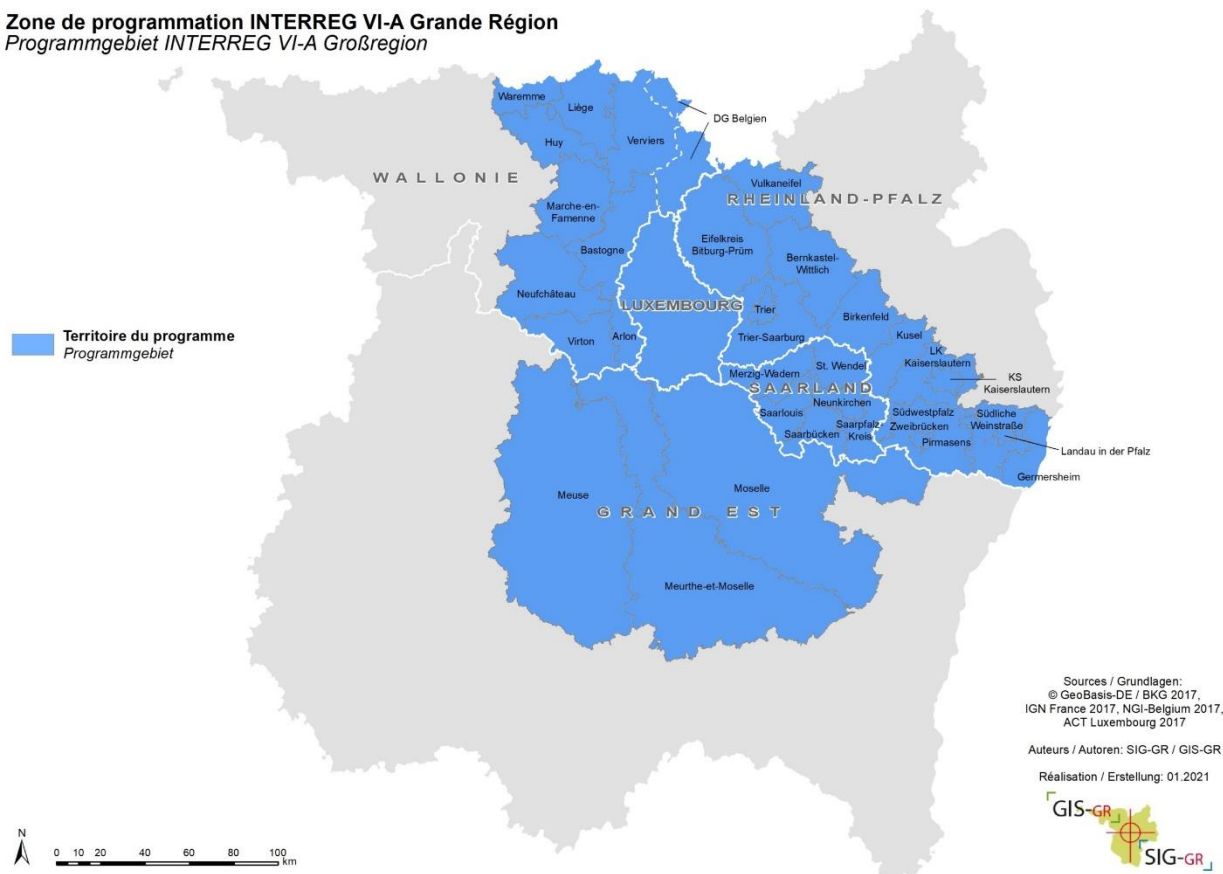 Zone de programmation INTERREG VI-A Grande Région
Programmgebiet INTERREG VI-A Großregion
Waremme
Liège
DG Belgien
Huy
Verviers
WALLONIE
Vulkaneifel
RHEINLAND-PFALZ
Marche-en-
Famenne
Eifelkreis
Bitburg-Prüm
Bastogne
Bernkastel-
Wittlich
Neufchâteau
LUXEMBOURG
Trier
Birkenfeld
Territoire du programme
Programmgebiet
Virton
Arlon
Trier-Saarburg
Kusel
LK
Kaiserslautern
St. Wendel
Merzig-Wadern
KS
Kaiserslautern
SAARLAND
Neunkirchen
Saarlouis
Südwestpfalz
Südliche
Weinstraße
Zweibrücken
Saarpfalz-
Kreis
Saarbücken
Pirmasens
Landau in der Pfalz
Germersheim
Meuse
Moselle
GRAND EST
Meurthe-et-Moselle
Sources / Grundlagen:
© GeoBasis-DE / BKG 2017,
IGN France 2017, NGI-Belgium 2017,
ACT Luxembourg 2017
Auteurs / Autoren: SIG-GR / GIS-GR
Réalisation / Erstellung: 01.2021
GIS-GR
SIG-GR
N
0 10 20 40 60 80 100
km